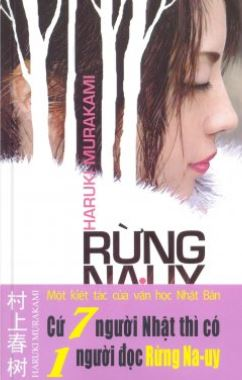 HARUKI MURAKAMI
RỪNG
NA-UY
村上春树
HARUKI MURAKAMI
Một kiệt tác của văn học Nhật Bản
Cứ 7 người Nhật thì có
1 người đọc Rừng Na-uy